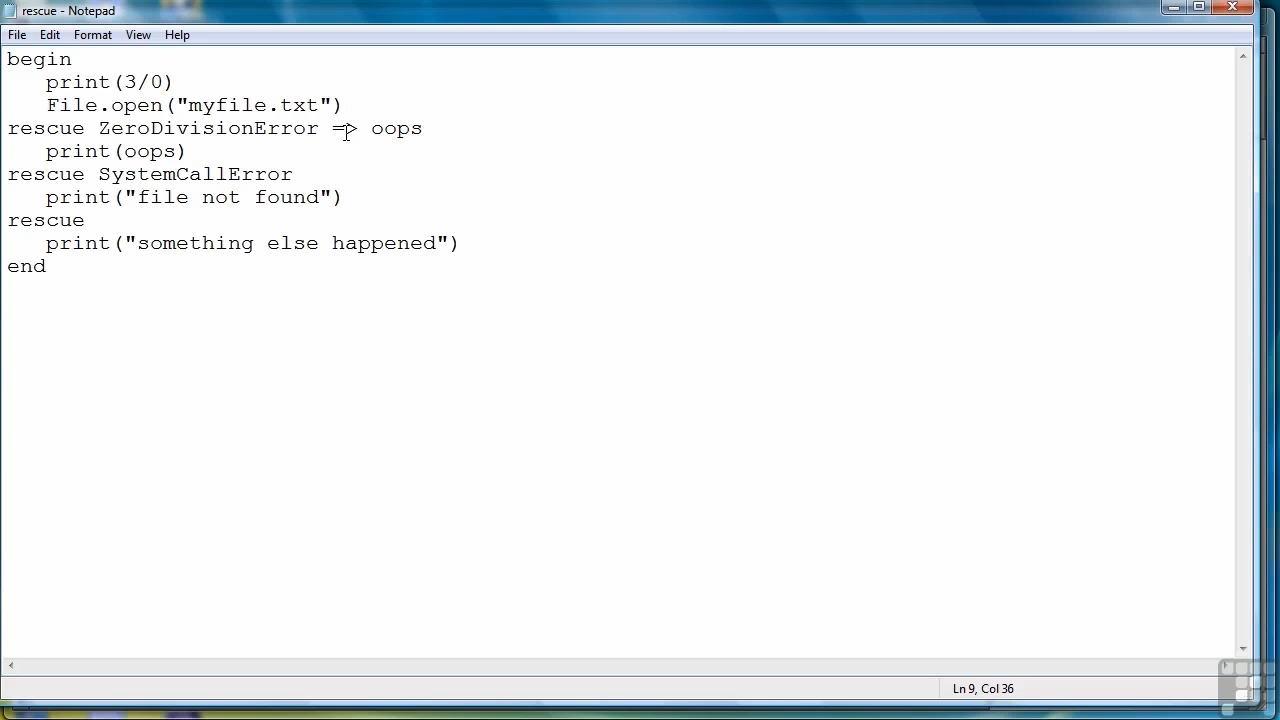 rescue - Notepad
File Edit Format View Help
begin
   print(3/0)
   File.open("myfile.txt")
rescue ZeroDivisionError => oops
   print(oops)
rescue SystemCallError
   print("file not found")
rescue
   print("something else happened")
end
Ln 9, Col 36